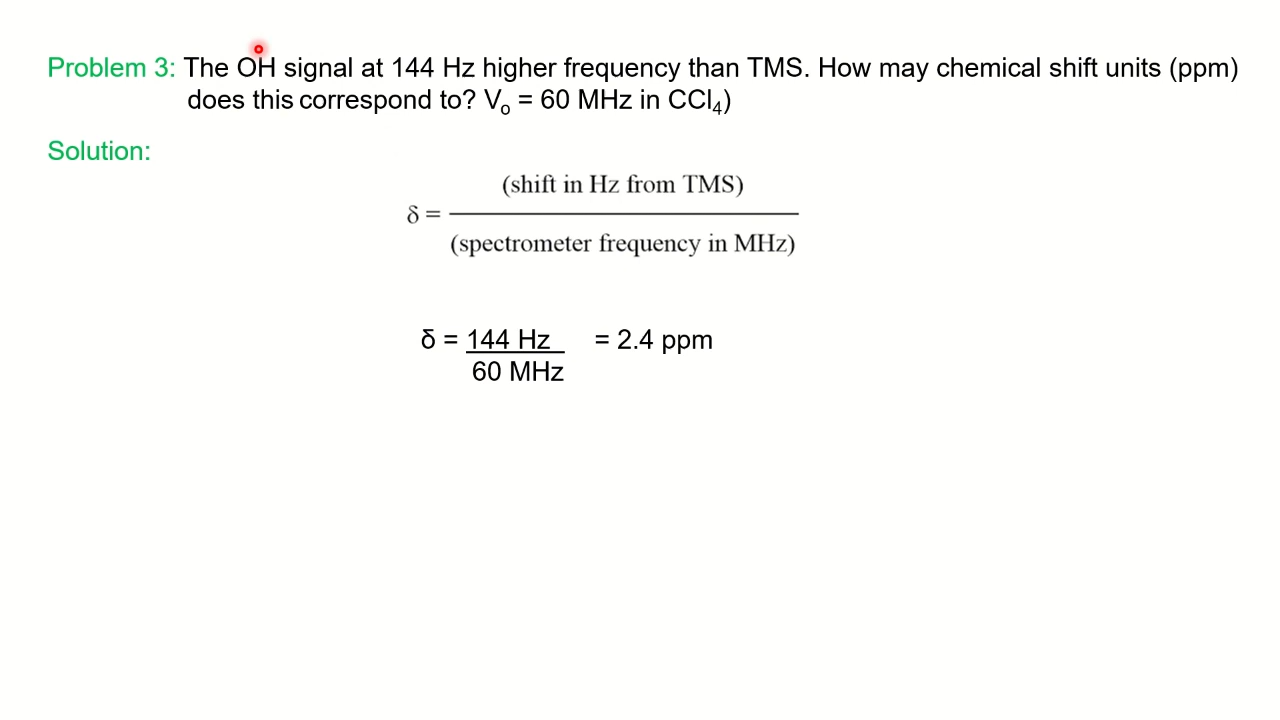 Problem 3: The OH signal at 144 Hz higher frequency than TMS. How may chemical shift units (ppm)
does this correspond to? Vₒ = 60 MHz in CCl₄)
Solution:
(shift in Hz from TMS)
δ =
(spectrometer frequency in MHz)
δ = 144 Hz = 2.4 ppm
60 MHz